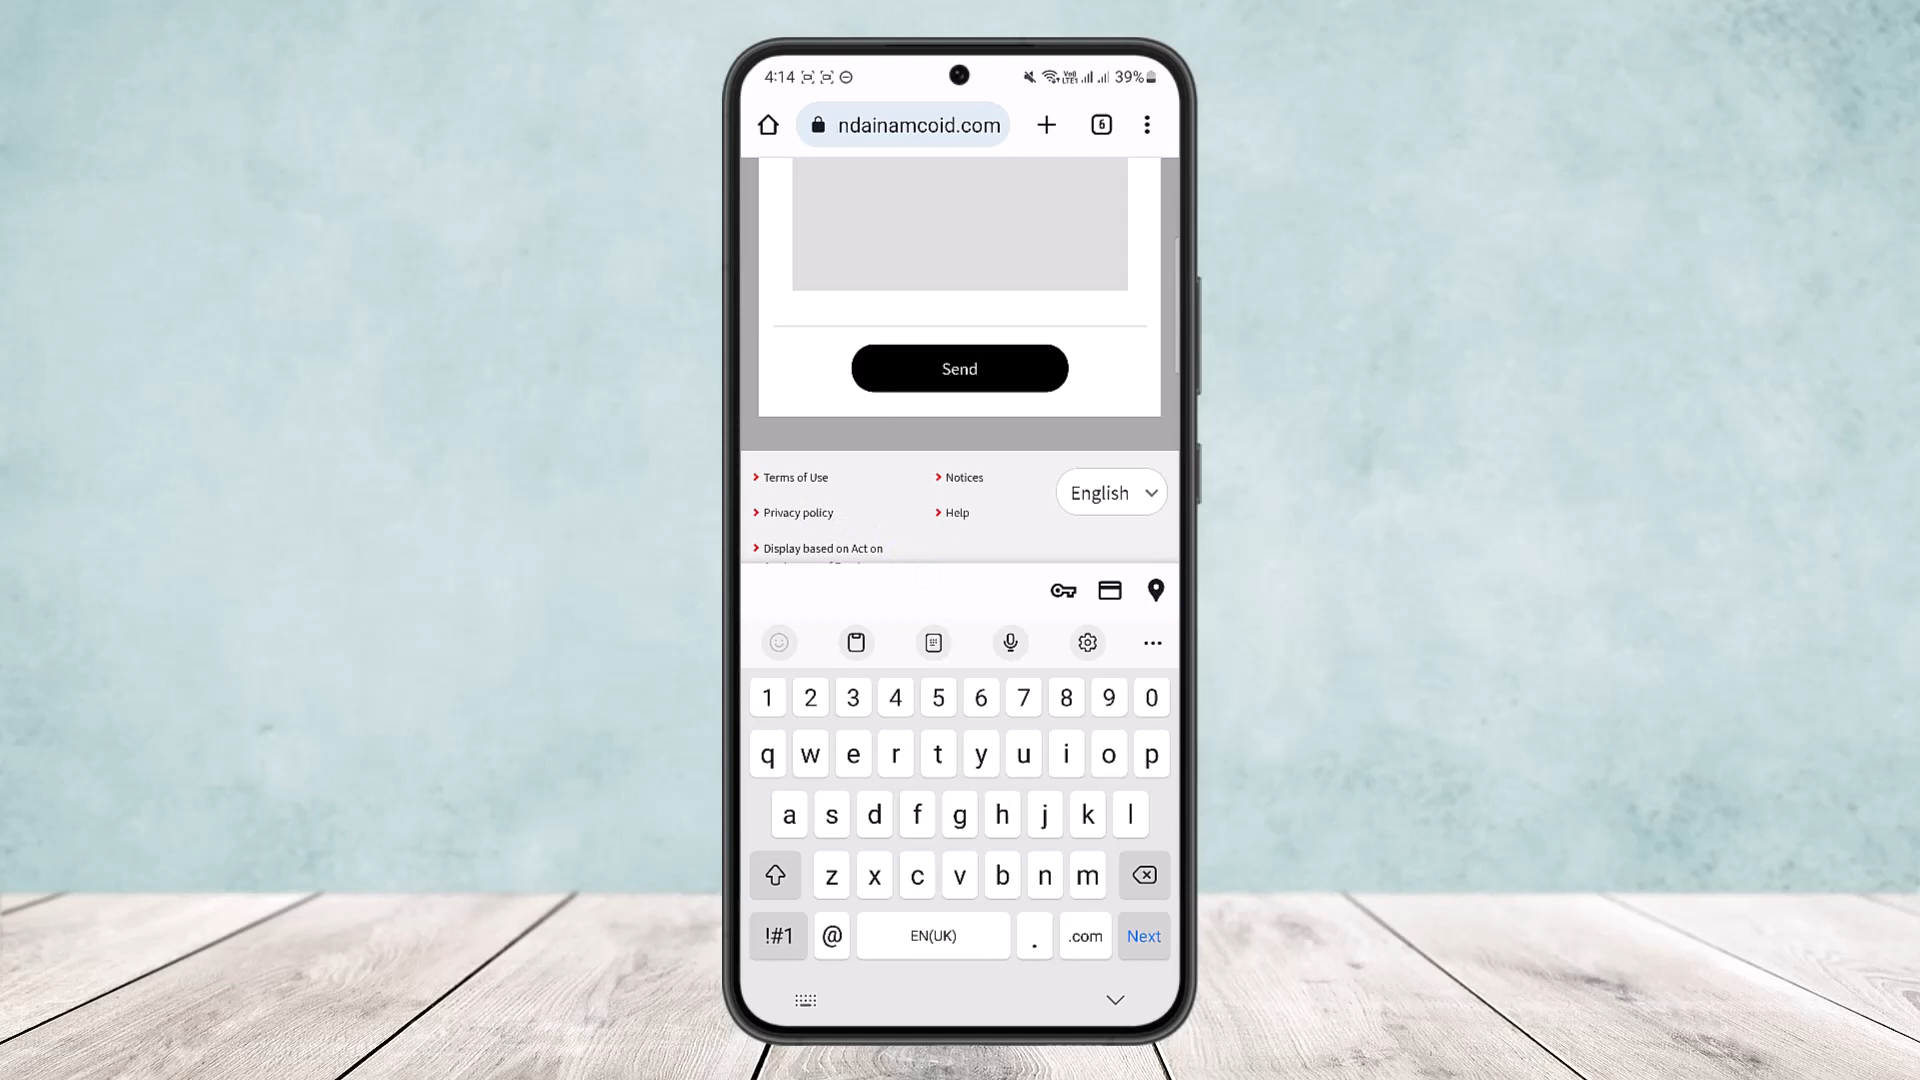 4:14
39%
ndainamcoid.com
6
Send
Terms of Use
Notices
English
Privacy policy
Help
Display based on Act on
1 2 3 4 5 6 7 8 9 0
q w e r t y u i o p
a s d f g h j k l
z x c v b n m
!#1 @ EN(UK) . .com Next